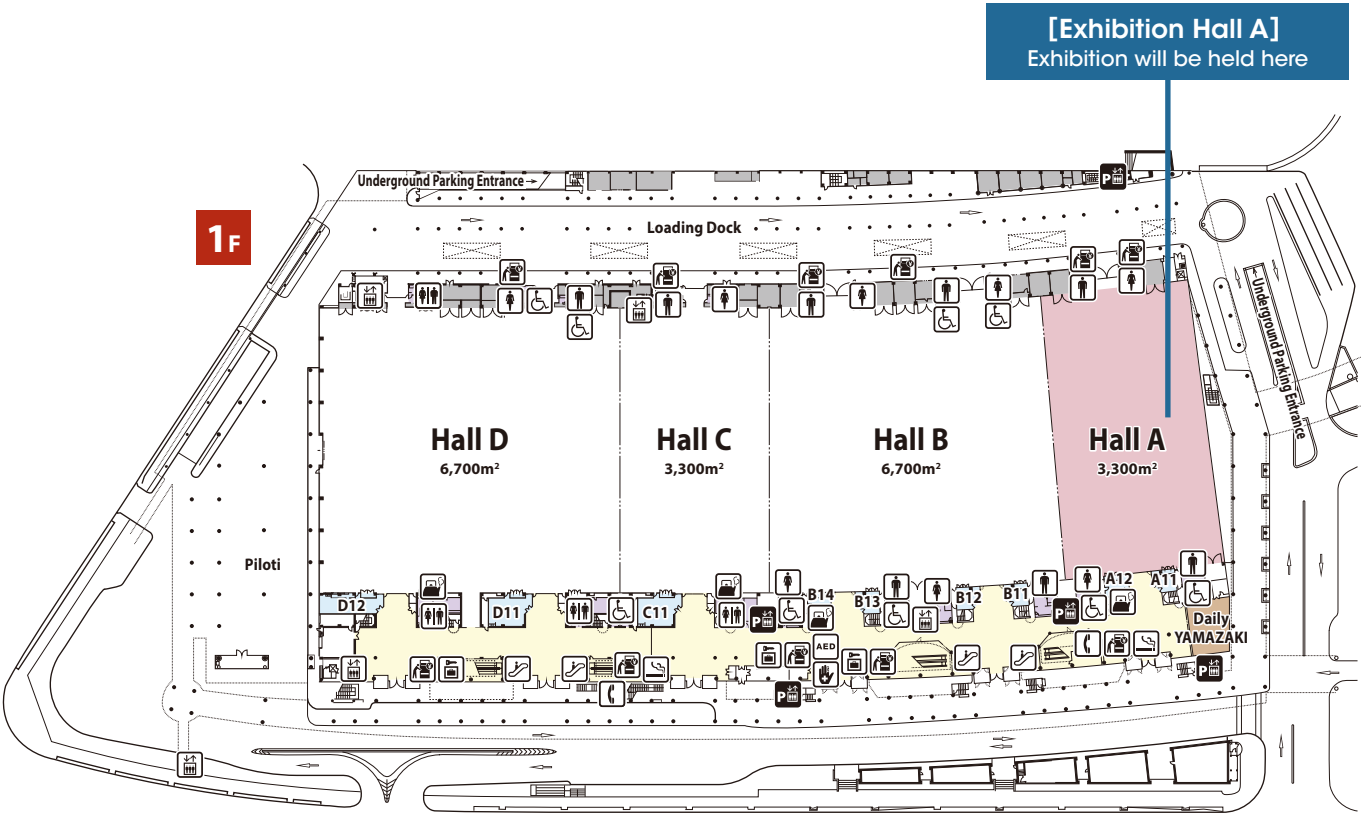 [Exhibition Hall A]
Exhibition will be held here
1F
Underground Parking Entrance→
P
Loading Dock
Underground Parking Entrance
Hall D
6,700m²
Hall C
3,300m²
Hall B
6,700m²
Hall A
3,300m²
Piloti
D12
D11
C11
P
B14
B13
B12
B11
P
A12
A11
Daily
YAMAZAKI
AED
P
P